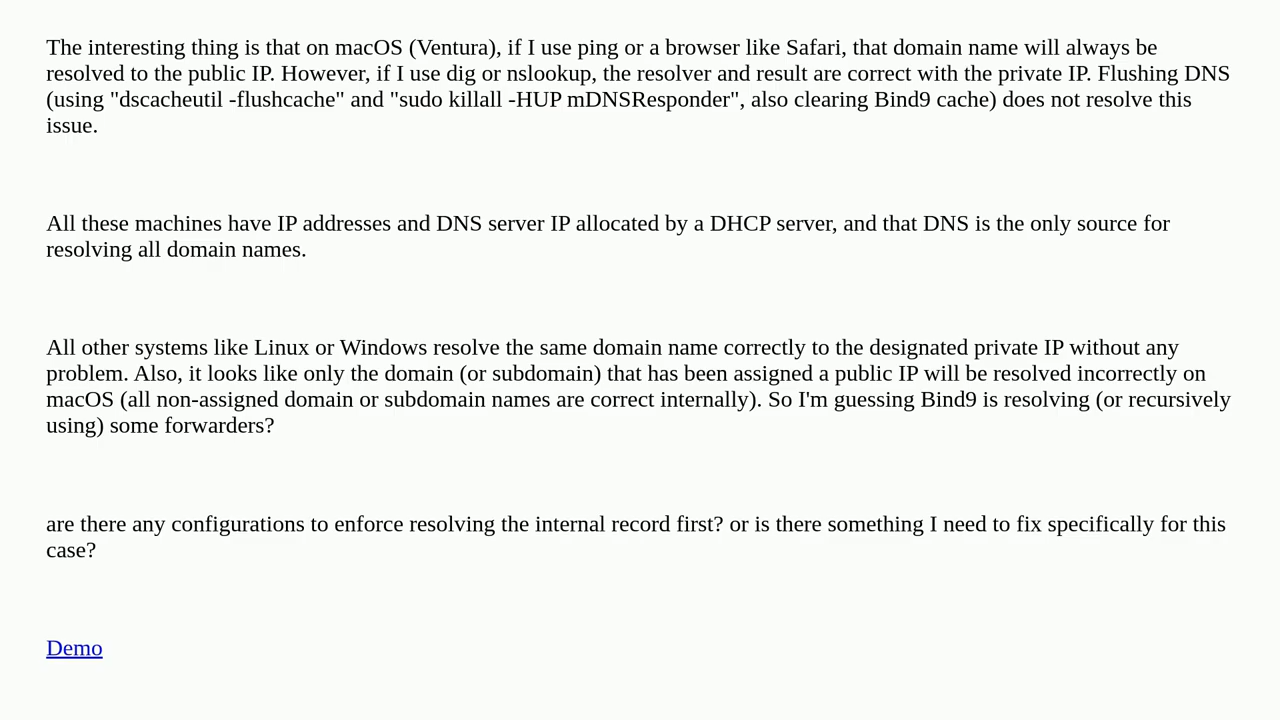 The interesting thing is that on macOS (Ventura), if I use ping or a browser like Safari, that domain name will always be
resolved to the public IP. However, if I use dig or nslookup, the resolver and result are correct with the private IP. Flushing DNS
(using "dscacheutil -flushcache" and "sudo killall -HUP mDNSResponder", also clearing Bind9 cache) does not resolve this
issue.
All these machines have IP addresses and DNS server IP allocated by a DHCP server, and that DNS is the only source for
resolving all domain names.
All other systems like Linux or Windows resolve the same domain name correctly to the designated private IP without any
problem. Also, it looks like only the domain (or subdomain) that has been assigned a public IP will be resolved incorrectly on
macOS (all non-assigned domain or subdomain names are correct internally). So I'm guessing Bind9 is resolving (or recursively
using) some forwarders?
are there any configurations to enforce resolving the internal record first? or is there something I need to fix specifically for this
case?
Demo